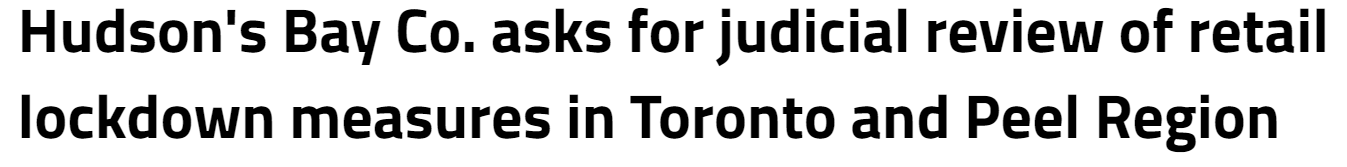 Hudson's Bay Co. asks for judicial review of retail
lockdown measures in Toronto and Peel Region